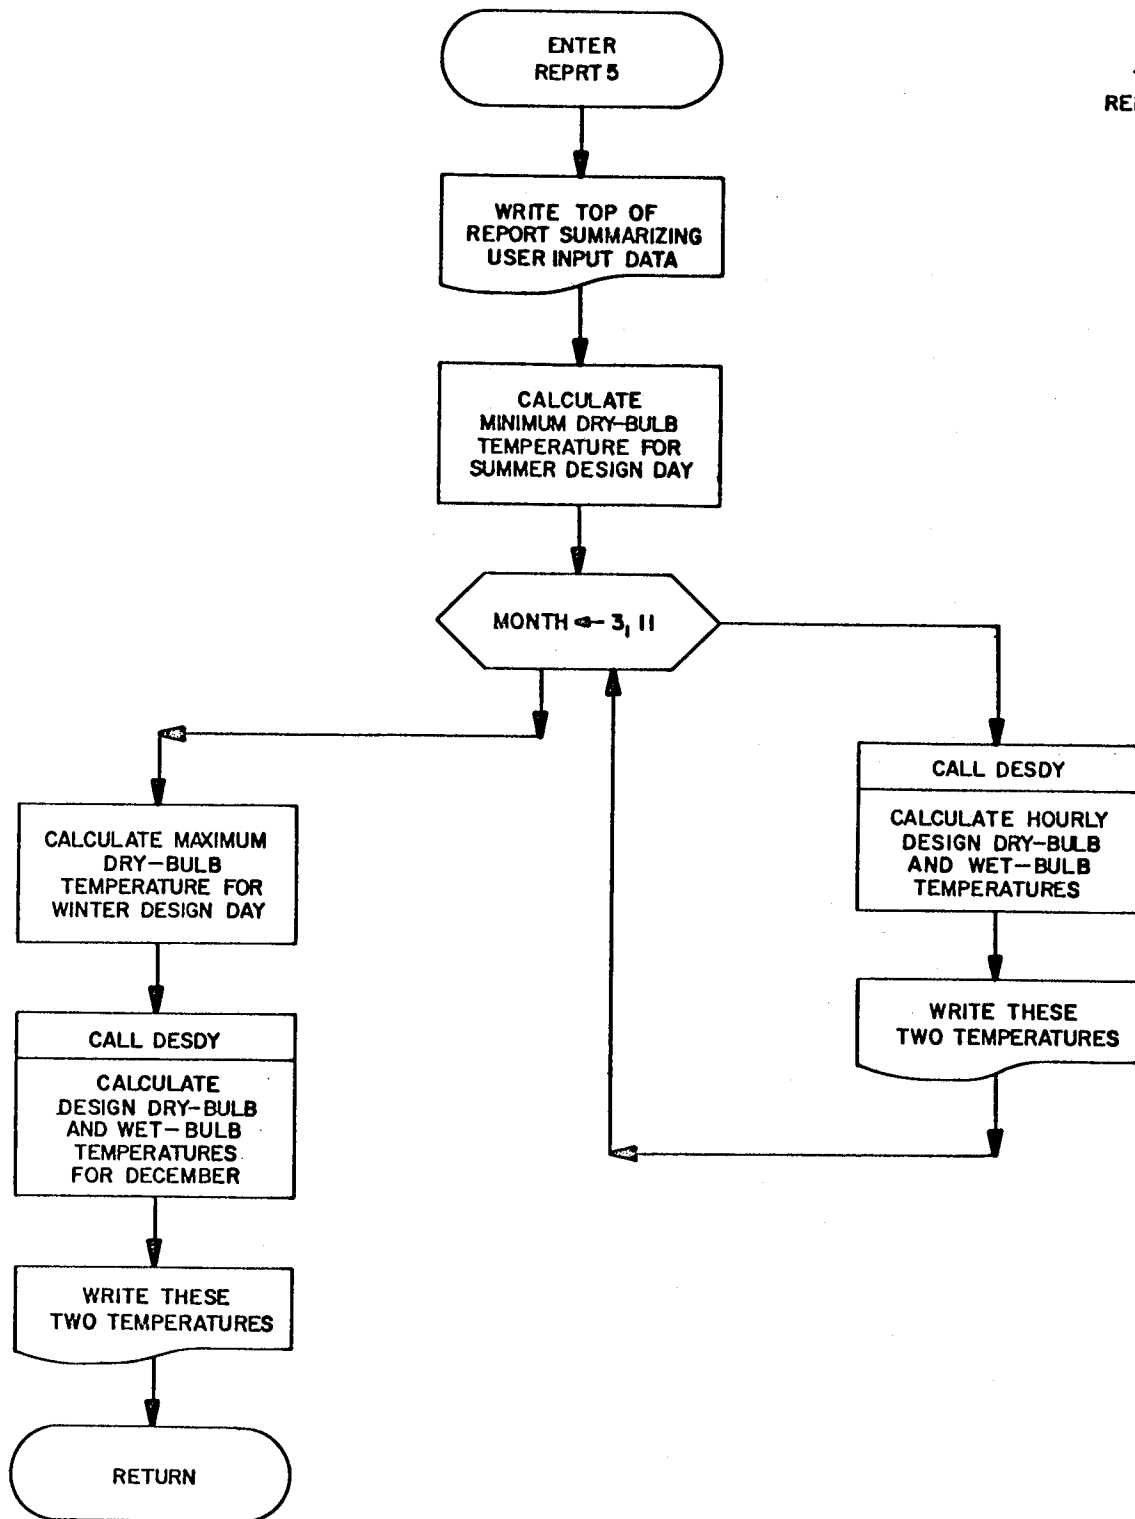 ENTER
REPRT 5
WRITE TOP OF
REPORT SUMMARIZING
USER INPUT DATA
CALCULATE
MINIMUM DRY-BULB
TEMPERATURE FOR
SUMMER DESIGN DAY
MONTH ← 3, 11
CALL DESDY
CALCULATE HOURLY
DESIGN DRY-BULB
AND WET-BULB
TEMPERATURES
WRITE THESE
TWO TEMPERATURES
CALCULATE MAXIMUM
DRY-BULB
TEMPERATURE FOR
WINTER DESIGN DAY
CALL DESDY
CALCULATE
DESIGN DRY-BULB
AND WET-BULB
TEMPERATURES
FOR DECEMBER
WRITE THESE
TWO TEMPERATURES
RETURN